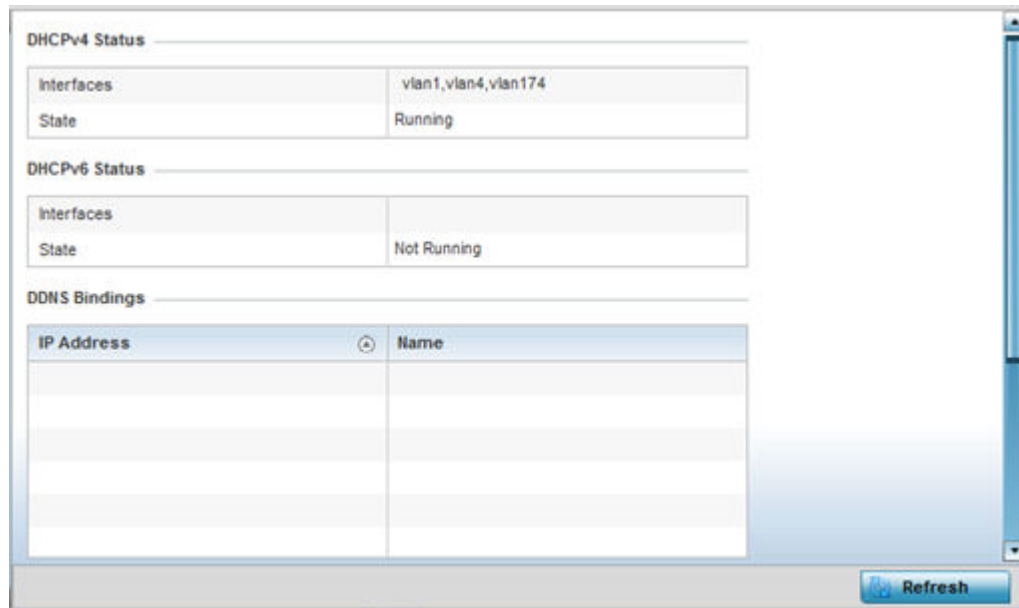 DHCPv4 Status
Interfaces vlan1,vlan4,vlan174
State Running
DHCPv6 Status
Interfaces
State Not Running
DDNS Bindings
IP Address Name
Refresh